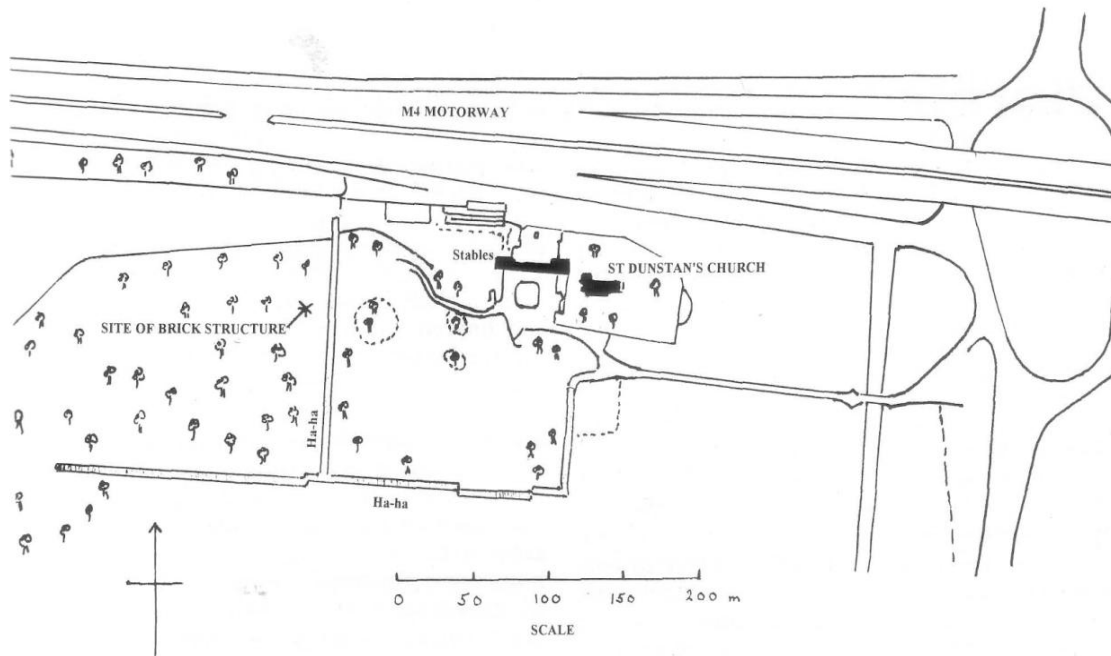 M4 MOTORWAY
Stables
ST DUNSTAN'S CHURCH
SITE OF BRICK STRUCTURE
Ha-ha
Ha-ha
0 50 100 150 200 m
SCALE